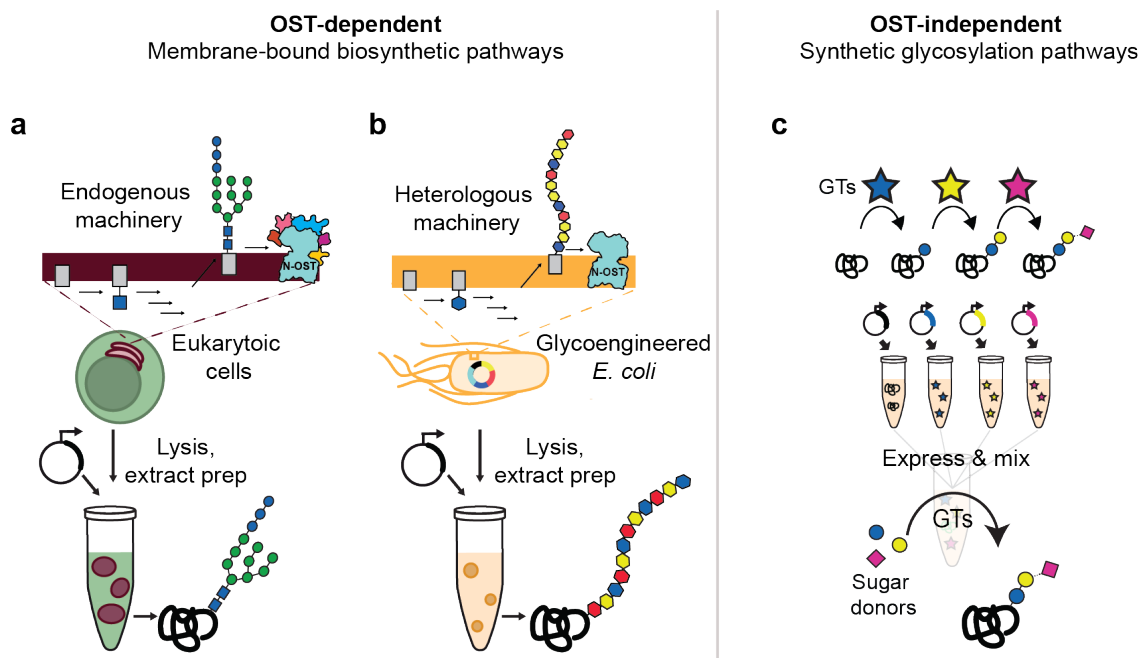 OST-dependent
Membrane-bound biosynthetic pathways
OST-independent
Synthetic glycosylation pathways
a
Endogenous
machinery
N-OST
Eukarytoic
cells
Lysis,
extract prep
b
Heterologous
machinery
N-OST
Glycoengineered
E. coli
Lysis,
extract prep
c
GTs
Express & mix
GTs
Sugar
donors